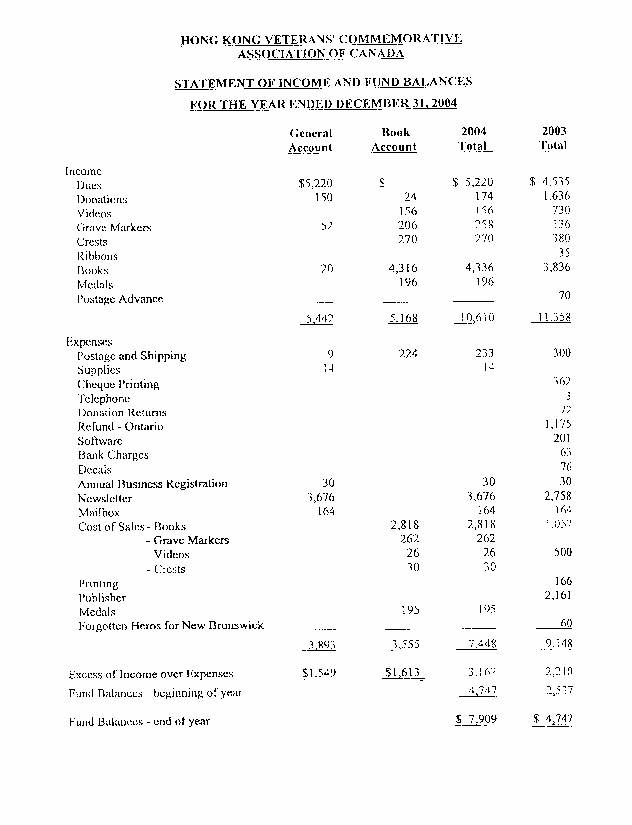 HONG KONG VETERANS' COMMEMORATIVE
ASSOCIATION OF CANADA
STATEMENT OF INCOME AND FUND BALANCES
FOR THE YEAR ENDED DECEMBER 31, 2004
General Book 2004 2003
Account Account Total Total
Income
Dues $5,220 $ $ 5,220 $ 4,535
Donations 150 24 174 1,636
Videos 156 156 730
Grave Markers 52 206 258 136
Crests 270 270 380
Ribbons 35
Books 20 4,316 4,336 3,836
Medals 196 196
Postage Advance 70
5,442 5,168 10,610 11,358
Expenses
Postage and Shipping 9 224 233 300
Supplies 14 14
Cheque Printing 362
Telephone 3
Donation Returns 22
Refund - Ontario 1,175
Software 201
Bank Charges 63
Decals 76
Annual Business Registration 30 30 30
Newsletter 3,676 3,676 2,758
Mailbox 164 164 164
Cost of Sales - Books 2,818 2,818
- Grave Markers 262 262
Videos 26 26 500
- Crests 30 30
Printing 166
Publisher 2,161
Medals 195 195
Forgotten Heros for New Brunswick 60
3,893 3,555 7,448 9,148
Excess of Income over Expenses $1,549 $1,613 3,162 2,210
Fund Balances - beginning of year 4,747 2,537
Fund Balances - end of year $ 7,909 $ 4,747